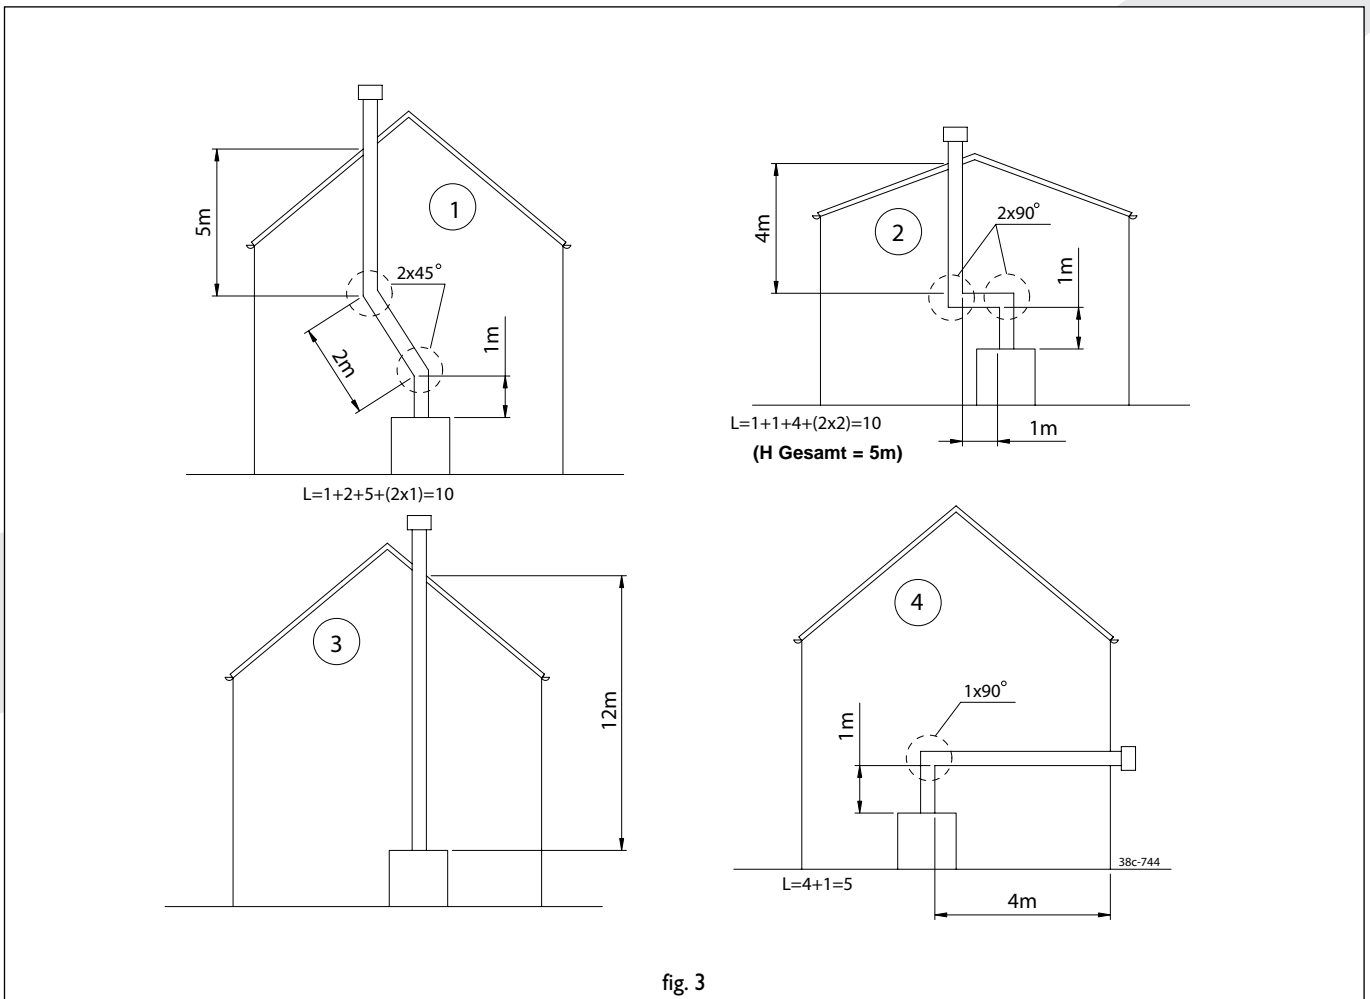 5m
1
2x45°
2m
1m
L=1+2+5+(2x1)=10
4m
2
2x90°
1m
L=1+1+4+(2x2)=10
1m
(H Gesamt = 5m)
3
12m
4
1x90°
1m
38c-744
L=4+1=5
4m
fig. 3